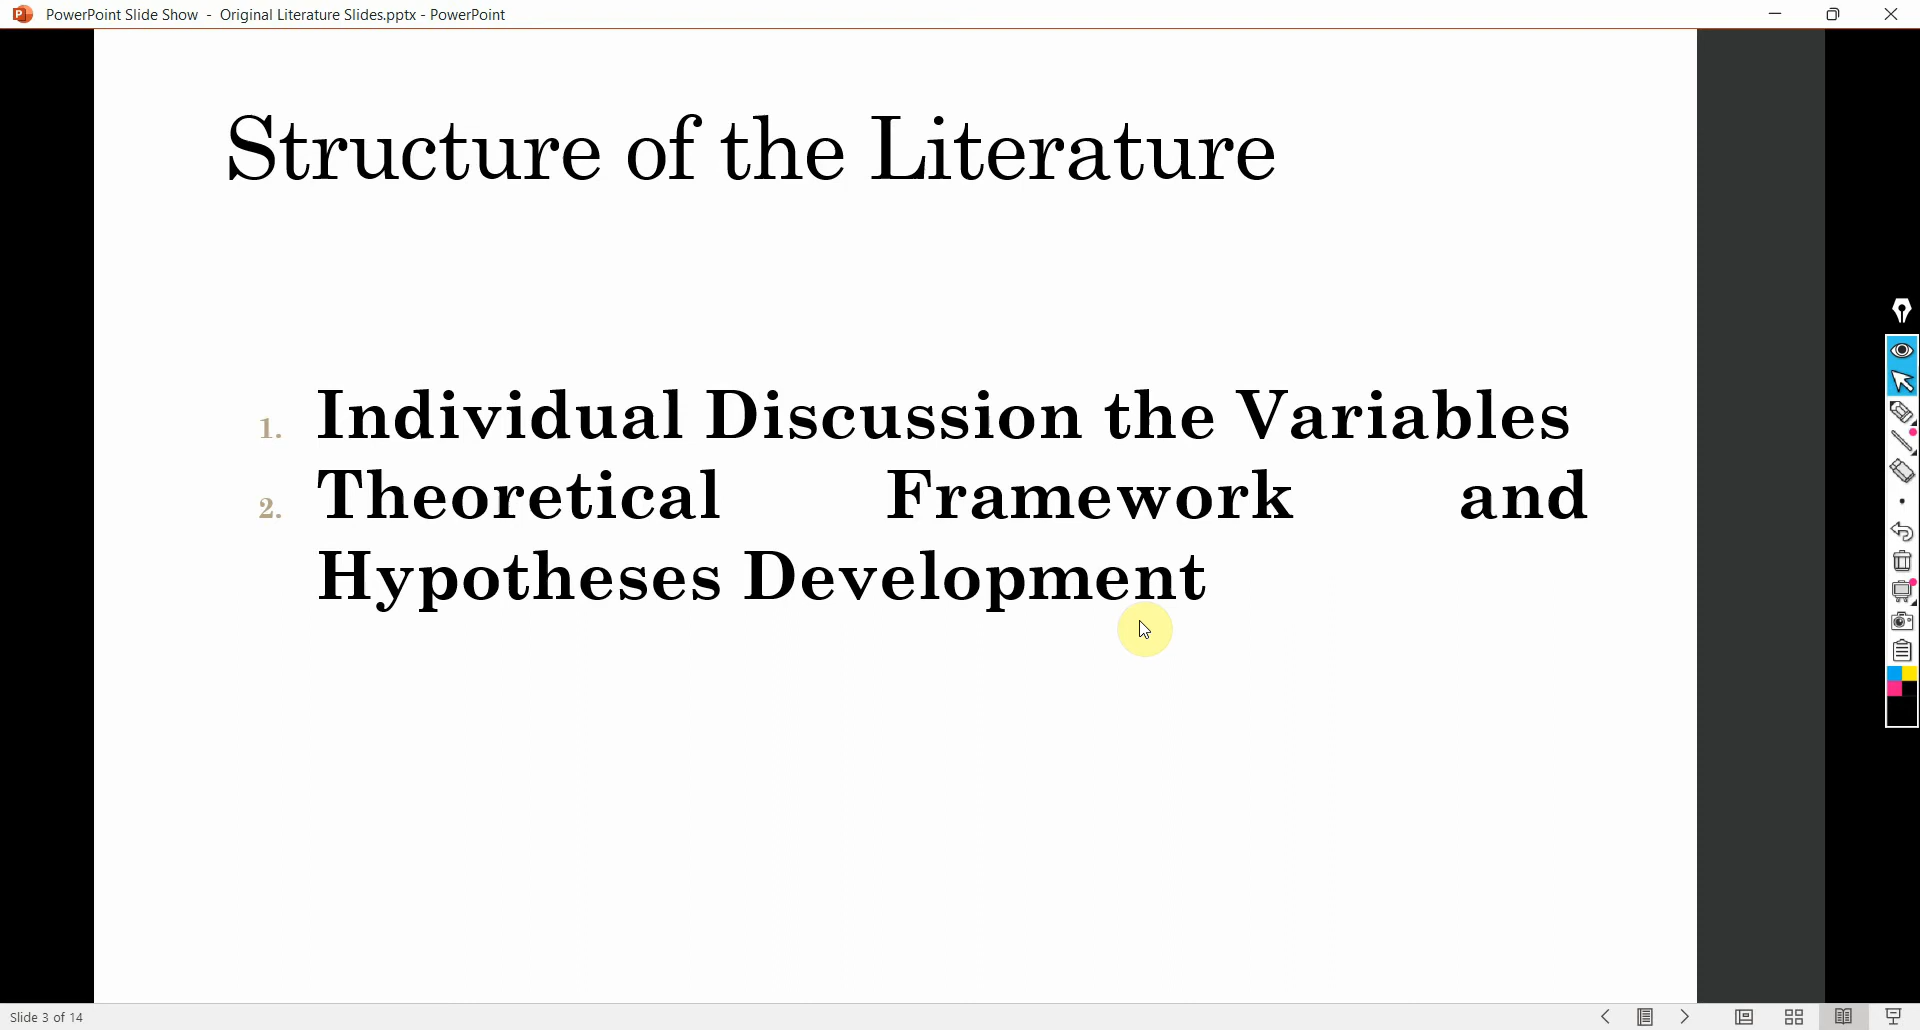 PowerPoint Slide Show - Original Literature Slides.pptx - PowerPoint
Structure of the Literature
1. Individual Discussion the Variables
2. Theoretical Framework and
Hypotheses Development
Slide 3 of 14